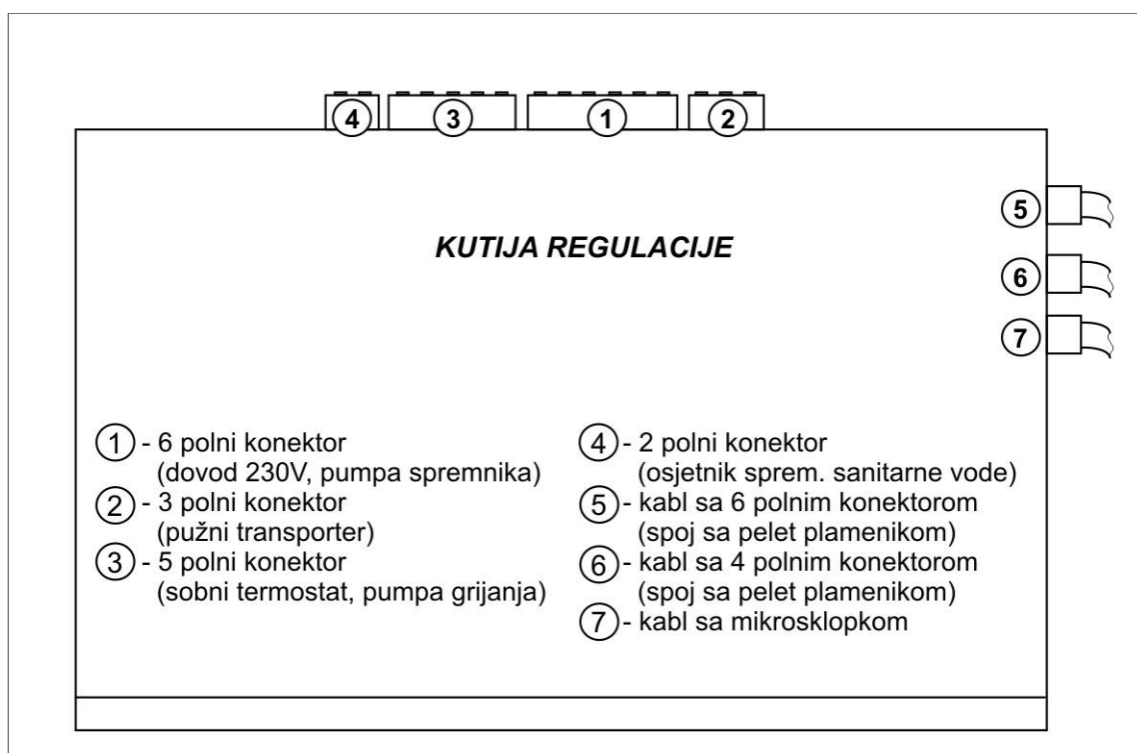 4 3 1 2
5
KUTIJA REGULACIJE
6
7
1 - 6 polni konektor
(dovod 230V, pumpa spremnika)
2 - 3 polni konektor
(pužni transporter)
3 - 5 polni konektor
(sobni termostat, pumpa grijanja)
4 - 2 polni konektor
(osjetnik sprem. sanitarne vode)
5 - kabl sa 6 polnim konektorom
(spoj sa pelet plamenikom)
6 - kabl sa 4 polnim konektorom
(spoj sa pelet plamenikom)
7 - kabl sa mikrosklopkom